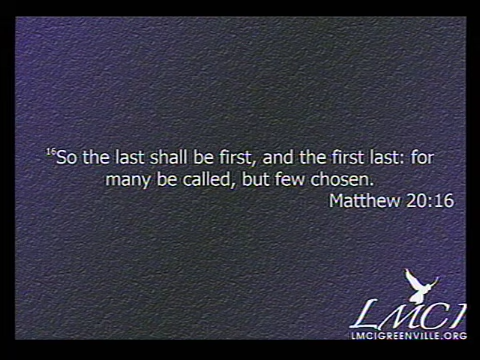 ¹⁶So the last shall be first, and the first last: for
many be called, but few chosen.
Matthew 20:16
LMCI
LMCIGREENVILLE.ORG